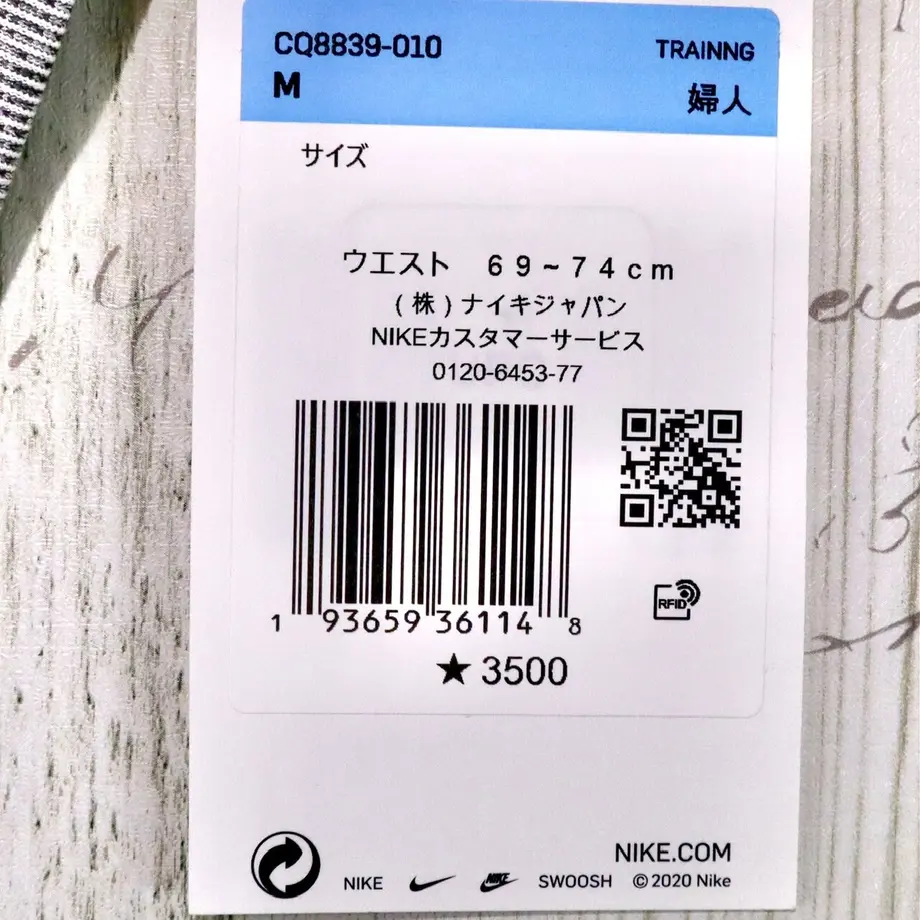 CQ8839-010 TRAINNG
M 婦人
サイズ
ウエスト 69~74cm
(株)ナイキジャパン
NIKEカスタマーサービス
0120-6453-77
RFID
1 93659 36114 8
★3500
NIKE.COM
NIKE NIKE SWOOSH ©2020 Nike